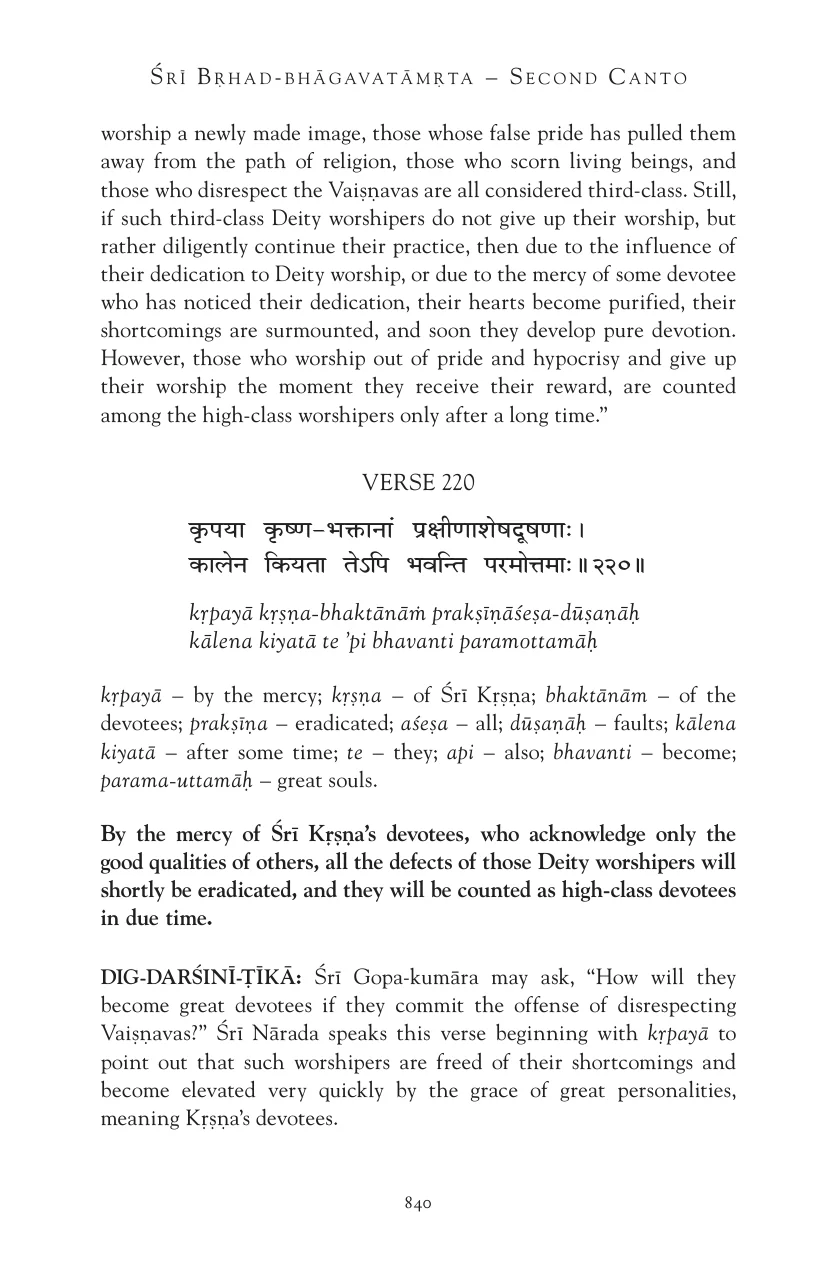 ŚRĪ BṚHAD-BHĀGAVATĀMṚTA – SECOND CANTO
worship a newly made image, those whose false pride has pulled them
away from the path of religion, those who scorn living beings, and
those who disrespect the Vaiṣṇavas are all considered third-class. Still,
if such third-class Deity worshipers do not give up their worship, but
rather diligently continue their practice, then due to the influence of
their dedication to Deity worship, or due to the mercy of some devotee
who has noticed their dedication, their hearts become purified, their
shortcomings are surmounted, and soon they develop pure devotion.
However, those who worship out of pride and hypocrisy and give up
their worship the moment they receive their reward, are counted
among the high-class worshipers only after a long time.”
VERSE 220
कृपया कृष्ण-भक्तानां प्रक्षीणाशेषदूषणाः।
कालेन कियता तेऽपि भवन्ति परमोत्तमाः॥२२०॥
kṛpayā kṛṣṇa-bhaktānāṁ prakṣīṇāśeṣa-dūṣaṇāḥ
kālena kiyatā te ’pi bhavanti paramottamāḥ
kṛpayā – by the mercy; kṛṣṇa – of Śrī Kṛṣṇa; bhaktānām – of the
devotees; prakṣīṇa – eradicated; aśeṣa – all; dūṣaṇāḥ – faults; kālena
kiyatā – after some time; te – they; api – also; bhavanti – become;
parama-uttamāḥ – great souls.
By the mercy of Śrī Kṛṣṇa’s devotees, who acknowledge only the
good qualities of others, all the defects of those Deity worshipers will
shortly be eradicated, and they will be counted as high-class devotees
in due time.
DIG-DARŚINĪ-ṬĪKĀ: Śrī Gopa-kumāra may ask, “How will they
become great devotees if they commit the offense of disrespecting
Vaiṣṇavas?” Śrī Nārada speaks this verse beginning with kṛpayā to
point out that such worshipers are freed of their shortcomings and
become elevated very quickly by the grace of great personalities,
meaning Kṛṣṇa’s devotees.
840